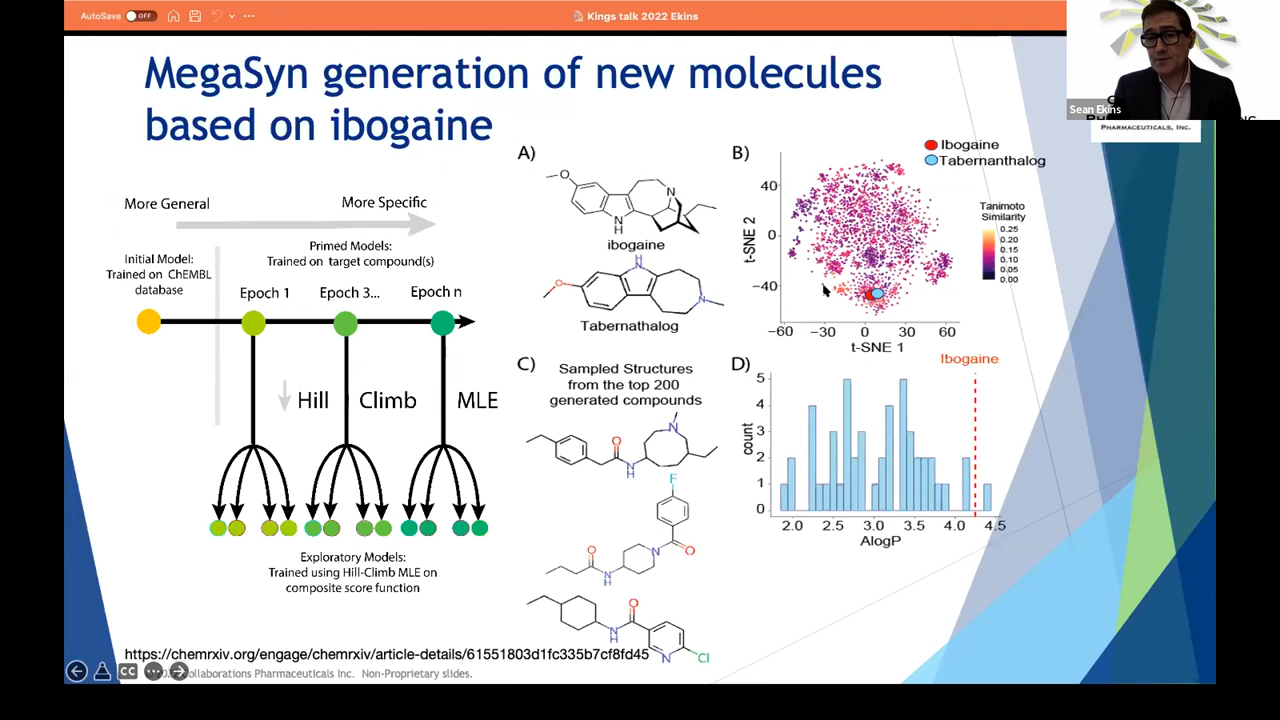 AutoSave OFF
Kings talk 2022 Ekins
Sean Ekins
PHARMACEUTICALS, INC.
MegaSyn generation of new molecules
based on ibogaine
More General
More Specific
Initial Model:
Trained on ChEMBL
database
Primed Models:
Trained on target compound(s)
Epoch 1
Epoch 3...
Epoch n
Hill
Climb
MLE
Exploratory Models:
Trained using Hill-Climb MLE on
composite score function
A)
O
N
N
H
ibogaine
H
N
O
N
Tabernathalog
B)
Ibogaine
Tabernanthalog
Tanimoto
Similarity
0.25
0.20
0.15
0.10
0.05
0.00
t-SNE 2
40
0
−40
−60
−30
0
30
60
t-SNE 1
C)
Sampled Structures
from the top 200
generated compounds
N
O
N
H
F
O
N
O
N
H
O
N
H
N
Cl
D)
Ibogaine
count
5
4
3
2
1
0
2.0
2.5
3.0
3.5
4.0
4.5
AlogP
https://chemrxiv.org/engage/chemrxiv/article-details/61551803d1fc335b7cf8fd45
CC
Collaborations Pharmaceuticals Inc. Non-Proprietary slides.